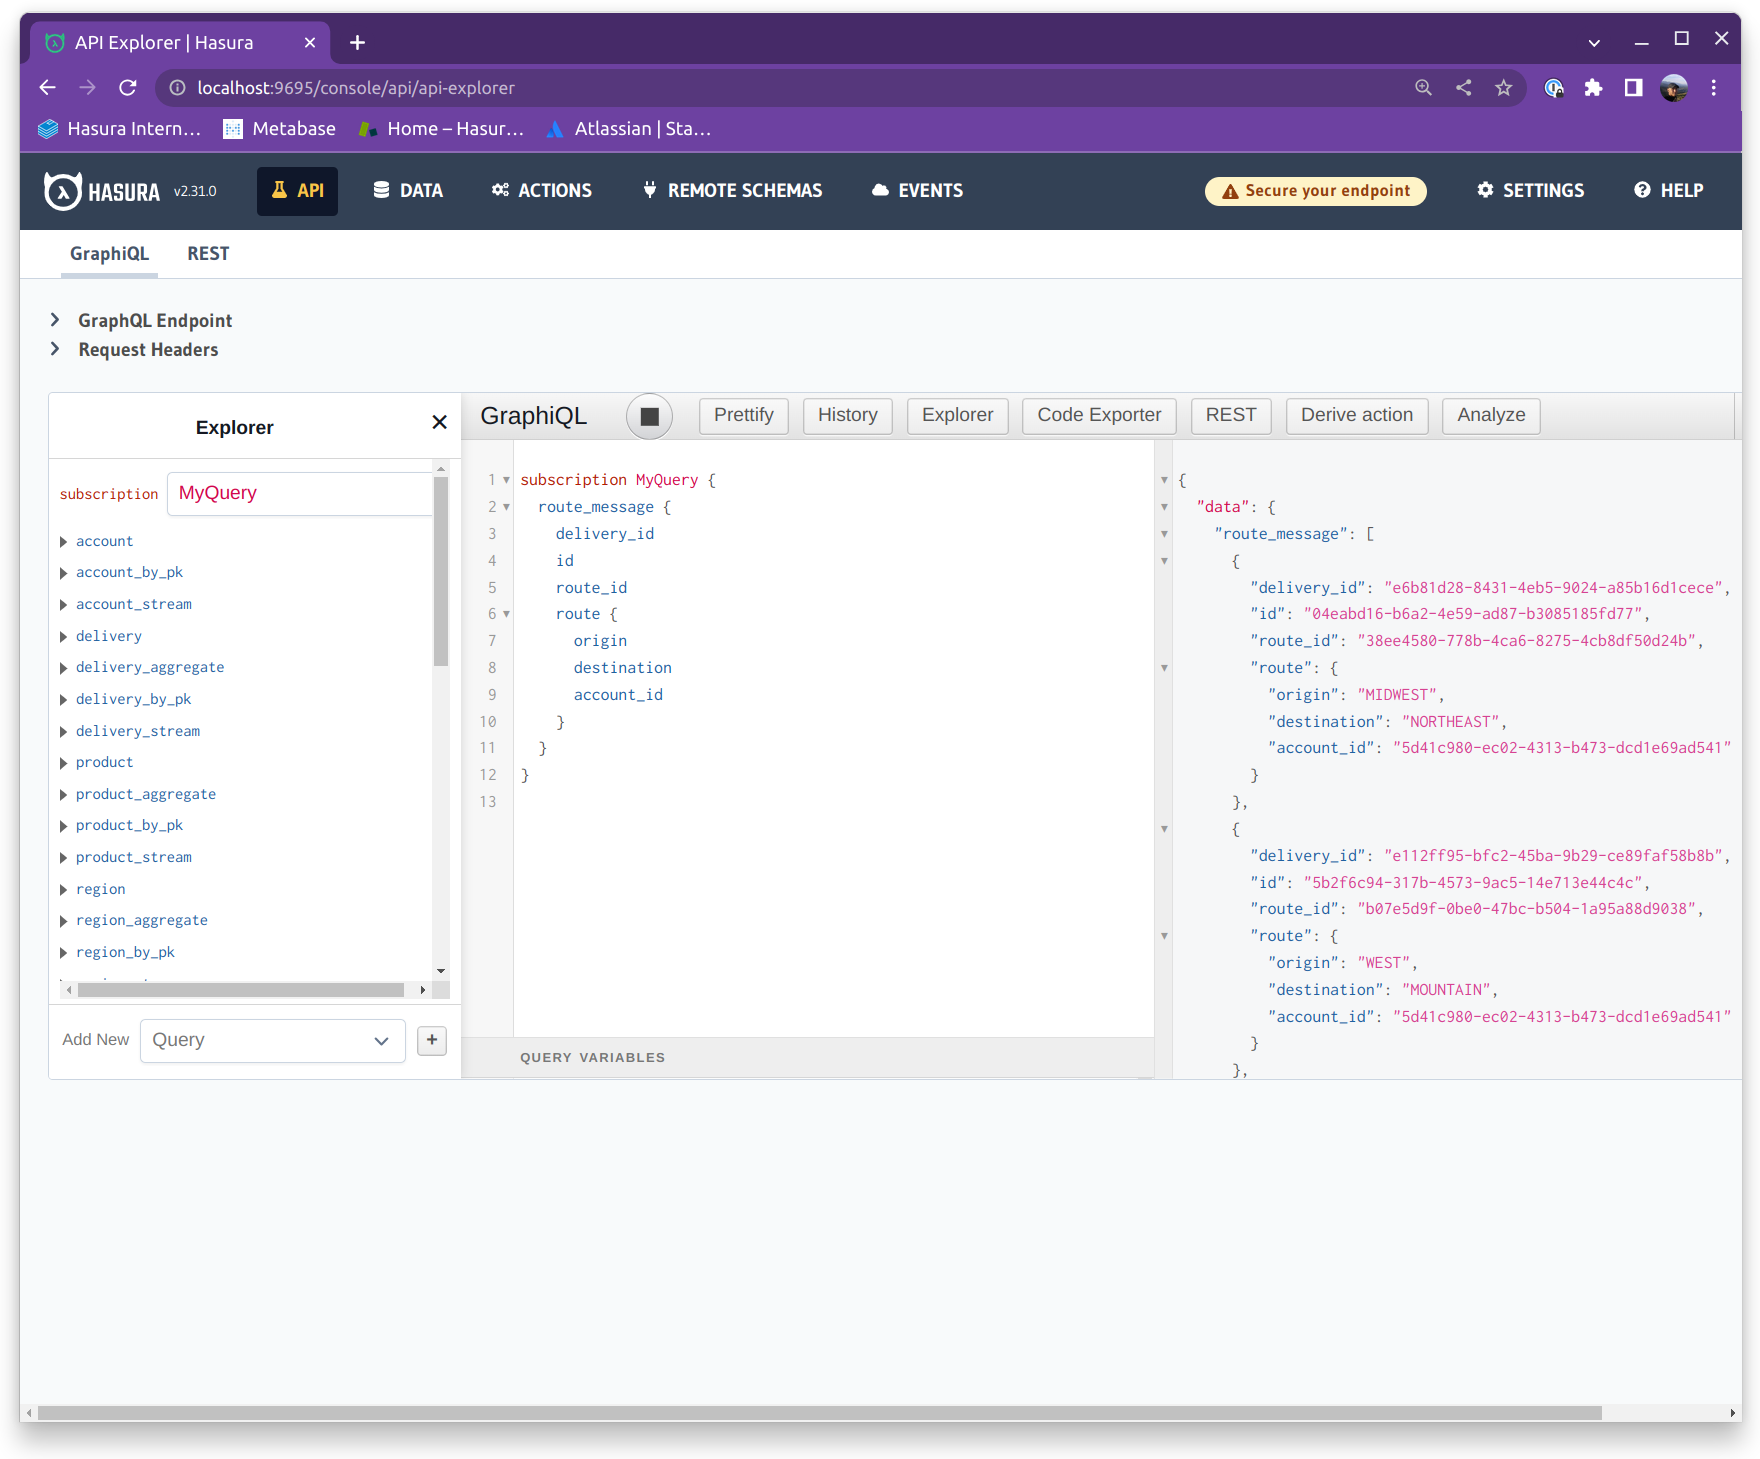 API Explorer | Hasura
localhost:9695/console/api/api-explorer
Hasura Intern...
Metabase
Home – Hasur...
Atlassian | Sta...
HASURA
v2.31.0
API
DATA
ACTIONS
REMOTE SCHEMAS
EVENTS
Secure your endpoint
SETTINGS
HELP
GraphiQL
REST
GraphQL Endpoint
Request Headers
Explorer
subscription
MyQuery
account
account_by_pk
account_stream
delivery
delivery_aggregate
delivery_by_pk
delivery_stream
product
product_aggregate
product_by_pk
product_stream
region
region_aggregate
region_by_pk
Add New
Query
+
GraphiQL
Prettify
History
Explorer
Code Exporter
REST
Derive action
Analyze
1 subscription MyQuery {
2 route_message {
3 delivery_id
4 id
5 route_id
6 route {
7 origin
8 destination
9 account_id
10 }
11 }
12 }
13
QUERY VARIABLES
{
"data": {
"route_message": [
{
"delivery_id": "e6b81d28-8431-4eb5-9024-a85b16d1cece",
"id": "04eabd16-b6a2-4e59-ad87-b3085185fd77",
"route_id": "38ee4580-778b-4ca6-8275-4cb8df50d24b",
"route": {
"origin": "MIDWEST",
"destination": "NORTHEAST",
"account_id": "5d41c980-ec02-4313-b473-dcd1e69ad541"
}
},
{
"delivery_id": "e112ff95-bfc2-45ba-9b29-ce89faf58b8b",
"id": "5b2f6c94-317b-4573-9ac5-14e713e44c4c",
"route_id": "b07e5d9f-0be0-47bc-b504-1a95a88d9038",
"route": {
"origin": "WEST",
"destination": "MOUNTAIN",
"account_id": "5d41c980-ec02-4313-b473-dcd1e69ad541"
}
},